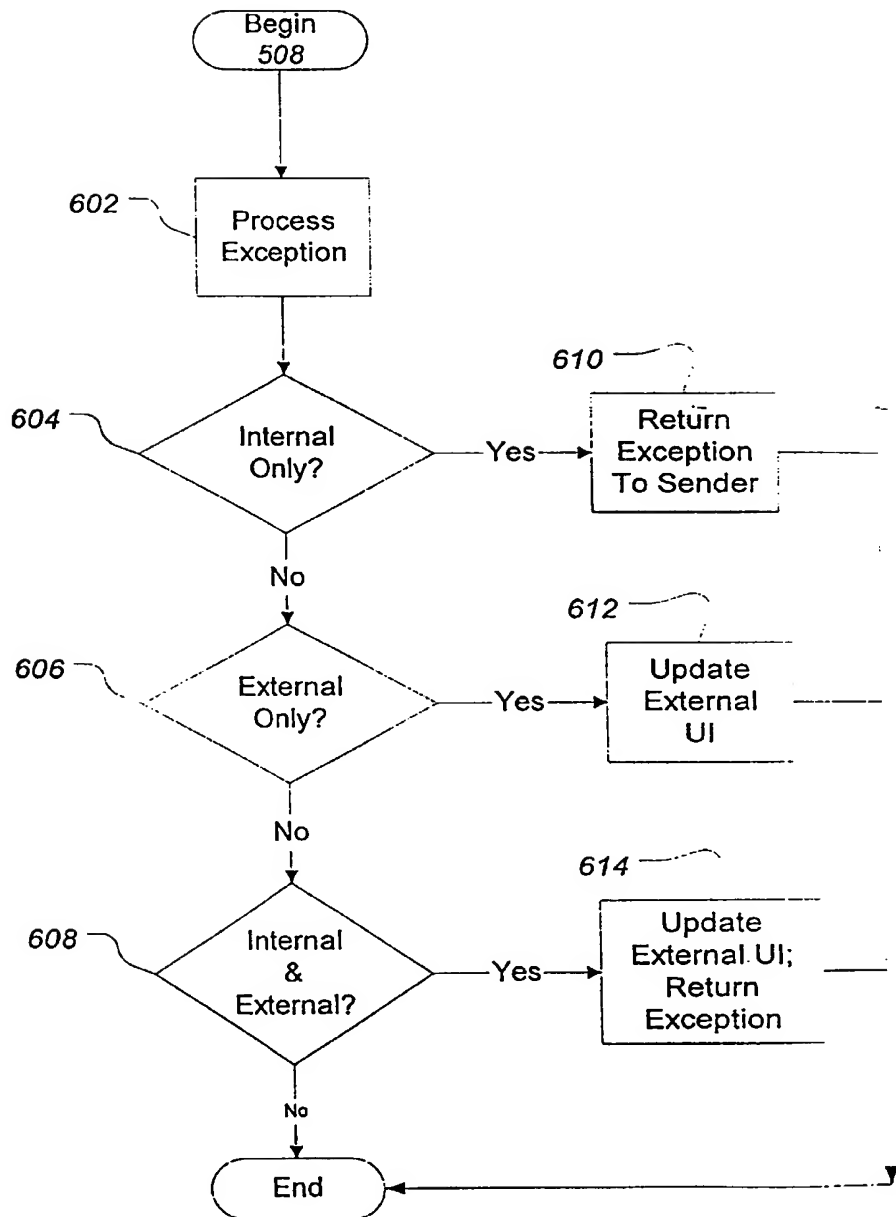 Begin
508
602
Process
Exception
604
Internal
Only?
Yes
610
Return
Exception
To Sender
No
606
External
Only?
Yes
612
Update
External
UI
No
608
Internal
&
External?
Yes
614
Update
External UI;
Return
Exception
No
End